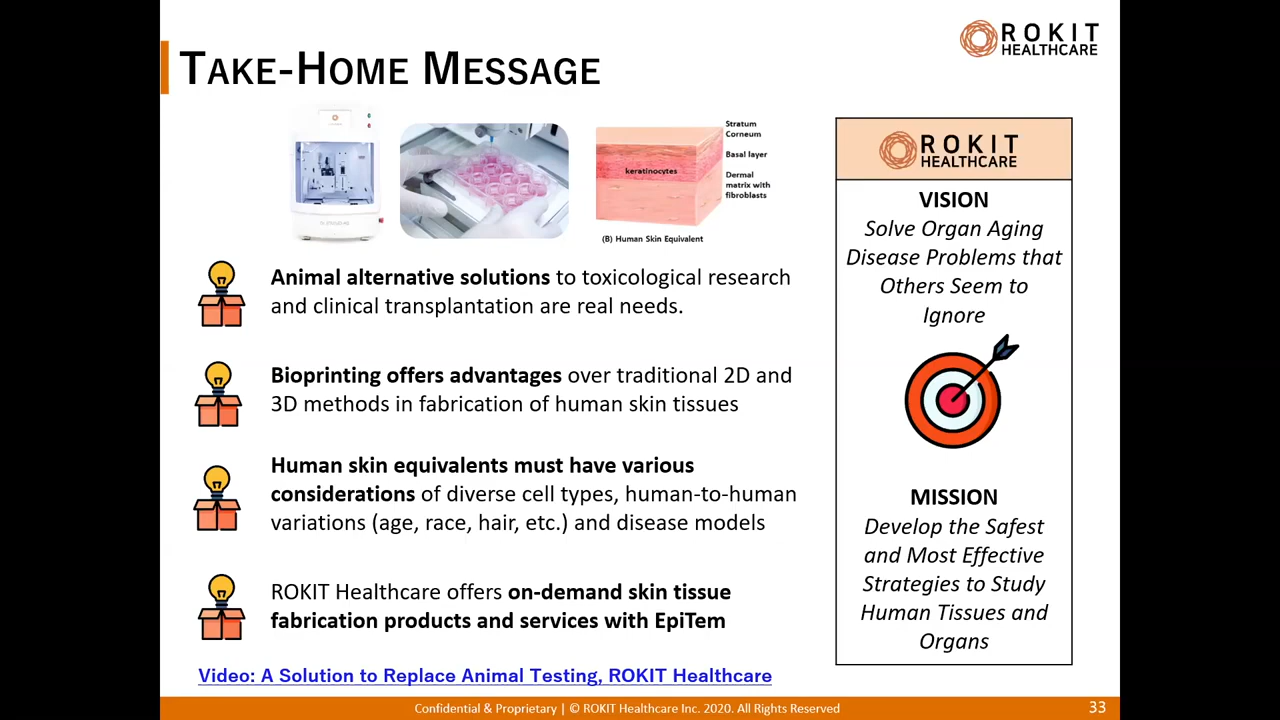 ROKIT
HEALTHCARE
TAKE-HOME MESSAGE
Stratum
Corneum
Basal layer
keratinocytes
Dermal
matrix with
fibroblasts
(B) Human Skin Equivalent
Animal alternative solutions to toxicological research
and clinical transplantation are real needs.
Bioprinting offers advantages over traditional 2D and
3D methods in fabrication of human skin tissues
Human skin equivalents must have various
considerations of diverse cell types, human-to-human
variations (age, race, hair, etc.) and disease models
ROKIT Healthcare offers on-demand skin tissue
fabrication products and services with EpiTem
Video: A Solution to Replace Animal Testing, ROKIT Healthcare
ROKIT
HEALTHCARE
VISION
Solve Organ Aging
Disease Problems that
Others Seem to
Ignore
MISSION
Develop the Safest
and Most Effective
Strategies to Study
Human Tissues and
Organs
Confidential & Proprietary | © ROKIT Healthcare Inc. 2020. All Rights Reserved
33